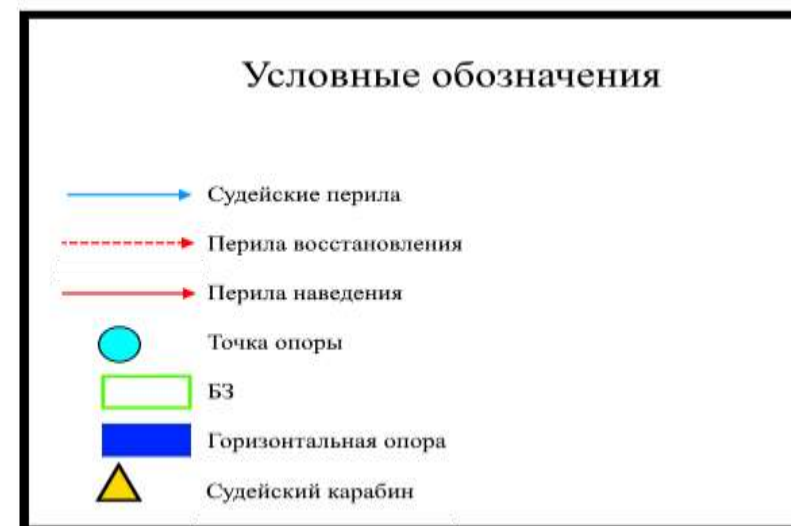 Условные обозначения
Судейские перила
Перила восстановления
Перила наведения
Точка опоры
БЗ
Горизонтальная опора
Судейский карабин